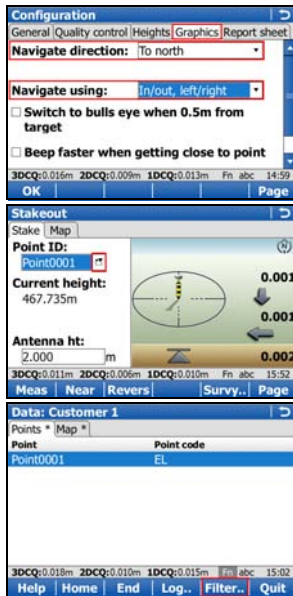 Configuration
General Quality control Heights Graphics Report sheet
Navigate direction: To north
Navigate using: In/out, left/right
Switch to bulls eye when 0.5m from
target
Beep faster when getting close to point
3DCQ:0.016m 2DCQ:0.009m 1DCQ:0.013m Fn abc 14:59
OK Page
Stakeout
Stake Map
Point ID:
Point0001
N
Current height:
467.735m
0.001
0.001
Antenna ht:
2.000 m
0.002
3DCQ:0.011m 2DCQ:0.006m 1DCQ:0.010m Fn abc 15:52
Meas Near Revers Survy.. Page
Data: Customer 1
Points * Map *
Point Point code
Point0001 EL
3DCQ:0.018m 2DCQ:0.010m 1DCQ:0.015m Fn abc 15:02
Help Home End Log.. Filter.. Quit